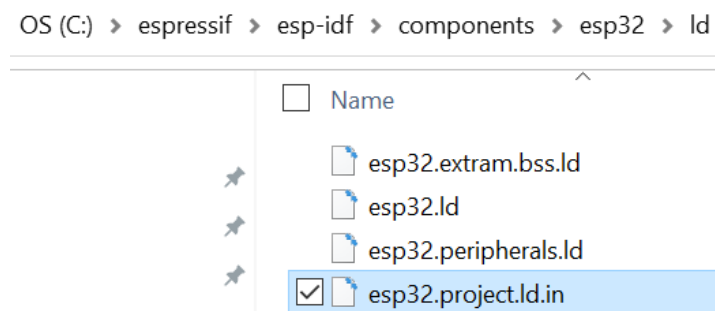 OS (C:) > espressif > esp-idf > components > esp32 > ld
Name
esp32.extram.bss.ld
esp32.ld
esp32.peripherals.ld
esp32.project.ld.in